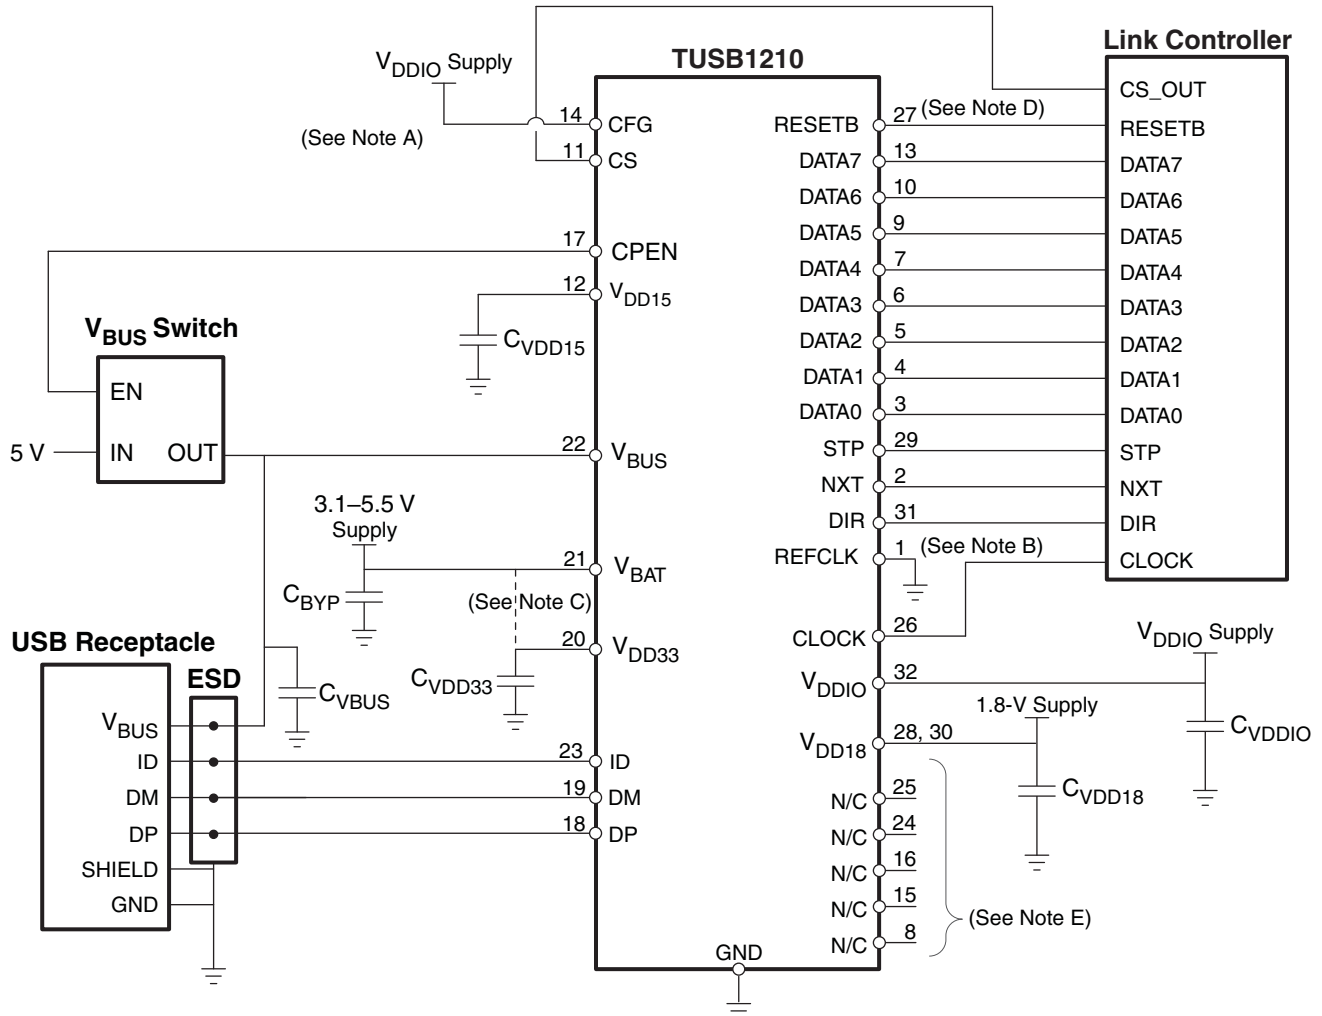 TUSB1210
Link Controller
VDDIO Supply
(See Note A)
14 CFG
11 CS
17 CPEN
12 VDD15
CVDD15
VBUS Switch
EN
5 V IN OUT
22 VBUS
3.1–5.5 V
Supply
21 VBAT
CBYP
(See Note C)
20 VDD33
CVDD33
USB Receptacle
ESD
CVBUS
VBUS
ID 23 ID
DM 19 DM
DP 18 DP
SHIELD
GND
GND
CS_OUT
RESETB 27 (See Note D) RESETB
DATA7 13 DATA7
DATA6 10 DATA6
DATA5 9 DATA5
DATA4 7 DATA4
DATA3 6 DATA3
DATA2 5 DATA2
DATA1 4 DATA1
DATA0 3 DATA0
STP 29 STP
NXT 2 NXT
DIR 31 DIR
REFCLK 1 (See Note B)
CLOCK
CLOCK 26
VDDIO Supply
VDDIO 32
CVDDIO
1.8-V Supply
VDD18 28, 30
CVDD18
N/C 25
N/C 24
N/C 16
N/C 15
N/C 8
(See Note E)